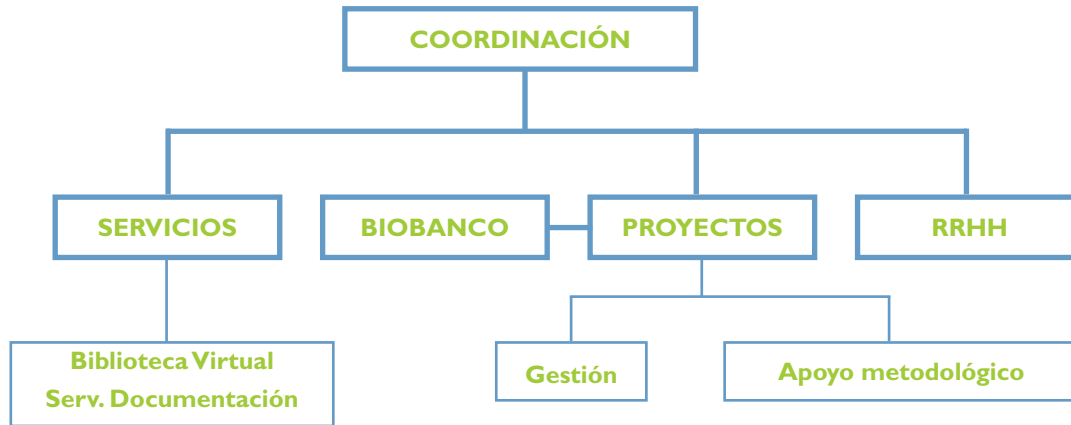 COORDINACIÓN
SERVICIOS
BIOBANCO
PROYECTOS
RRHH
Biblioteca Virtual
Serv. Documentación
Gestión
Apoyo metodológico